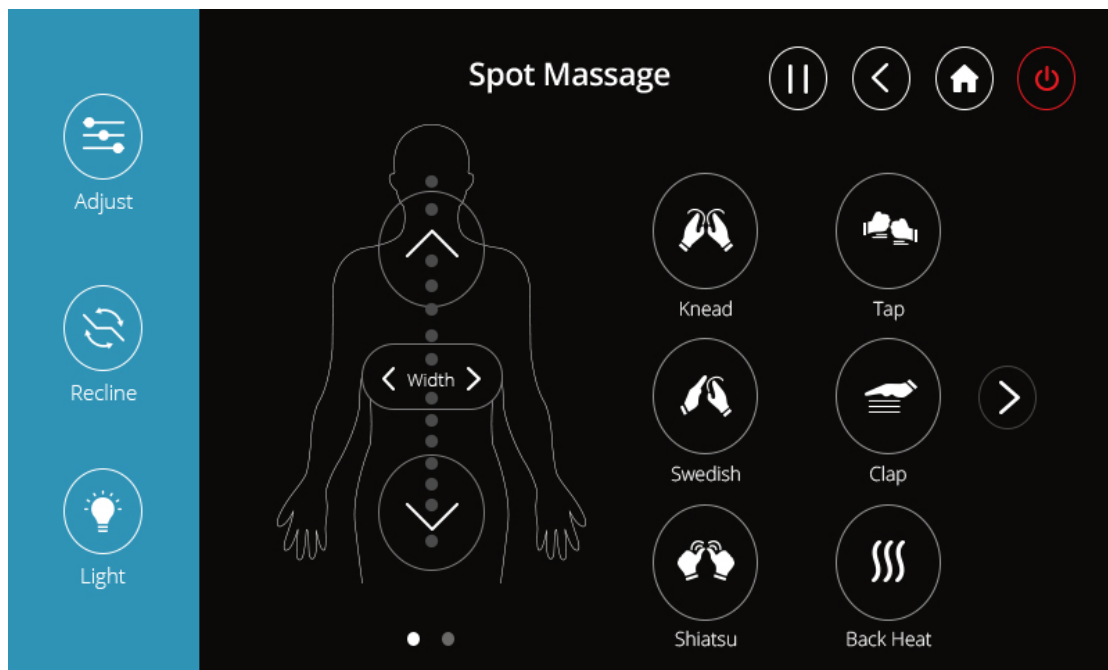 Spot Massage
Adjust
Recline
Light
Width
Knead
Tap
Swedish
Clap
Shiatsu
Back Heat